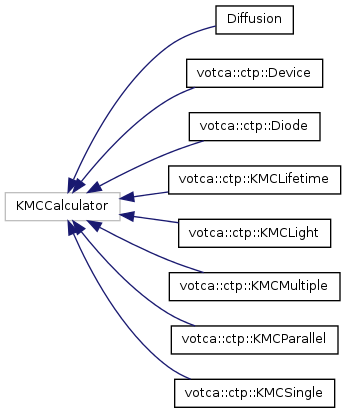 Diffusion
votca::ctp::Device
votca::ctp::Diode
votca::ctp::KMCLifetime
KMCCalculator
votca::ctp::KMCLight
votca::ctp::KMCMultiple
votca::ctp::KMCParallel
votca::ctp::KMCSingle